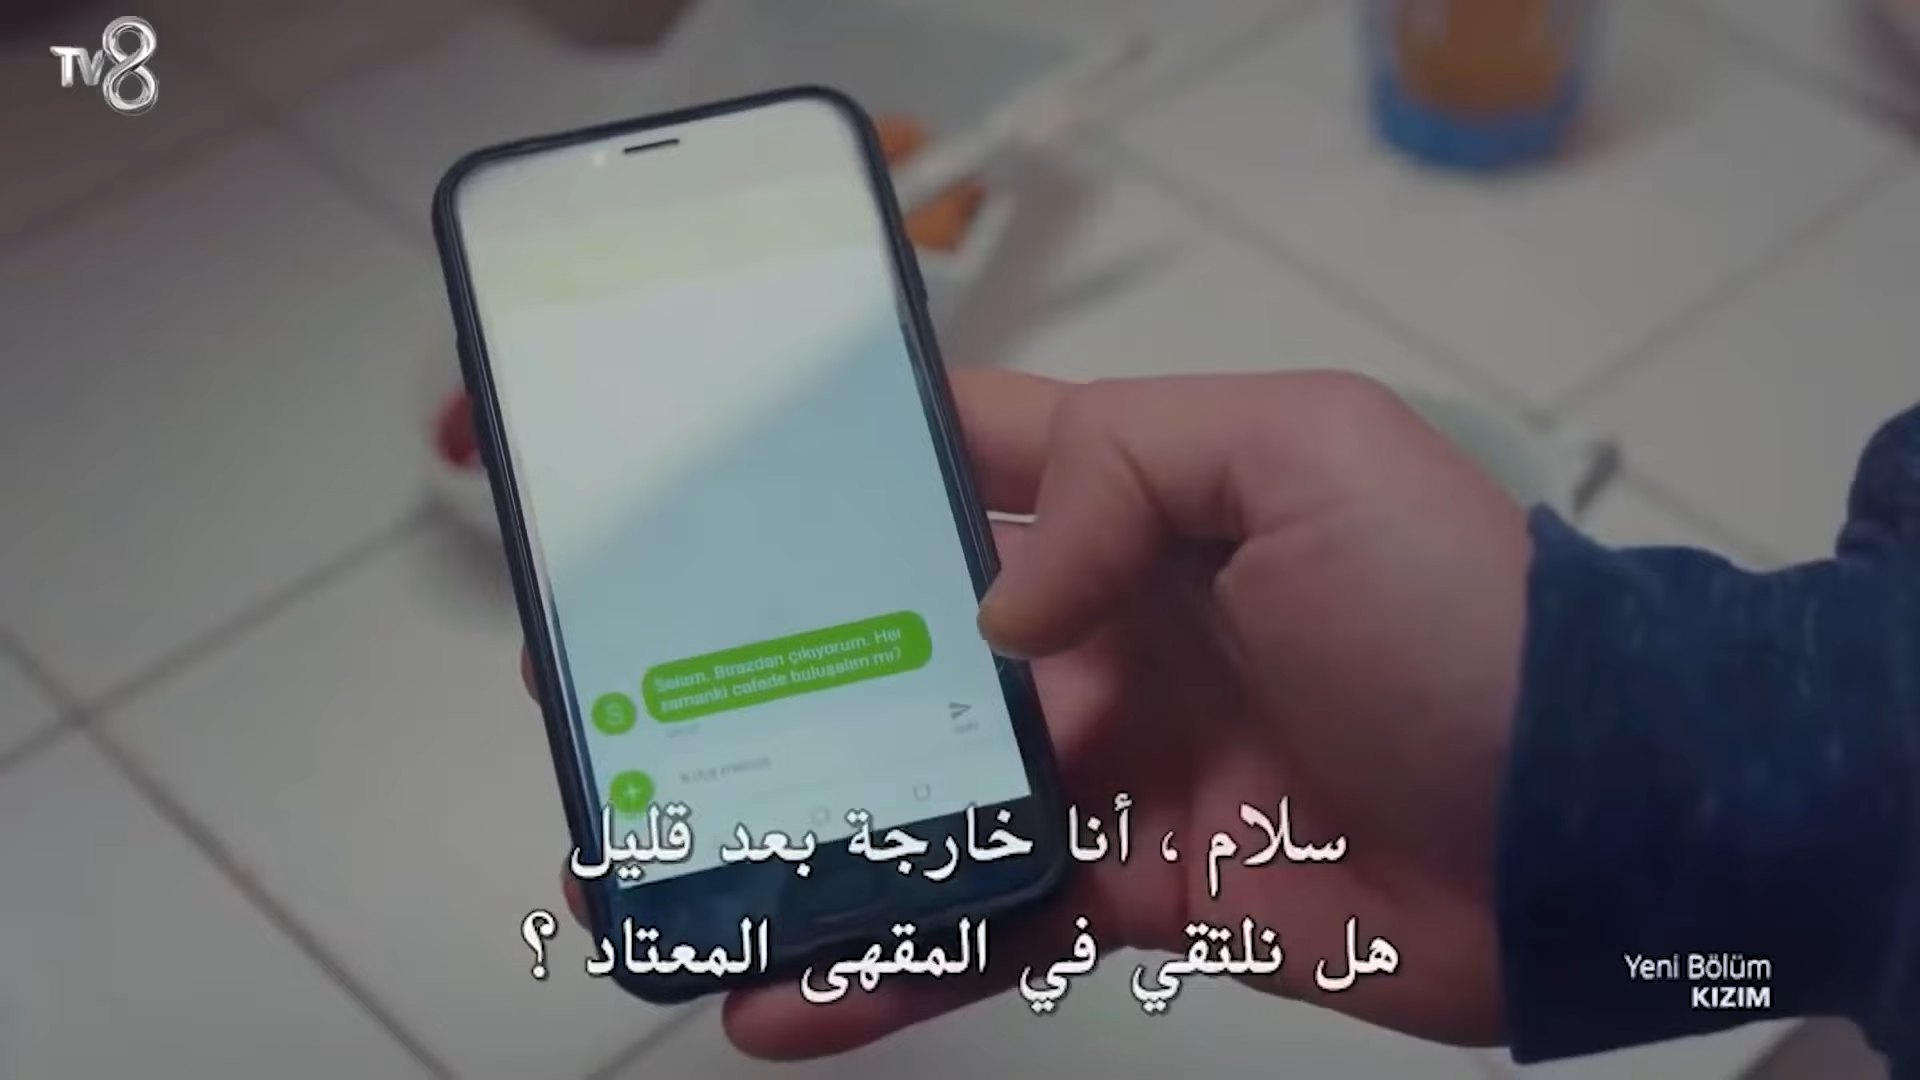 TV8
Selam. Birazdan çıkıyorum. Her
zamanki cafede buluşalım mı?
S
+
سلام ، أنا خارجة بعد قليل
هل نلتقي في المقهى المعتاد ؟
Yeni Bölüm
KIZIM